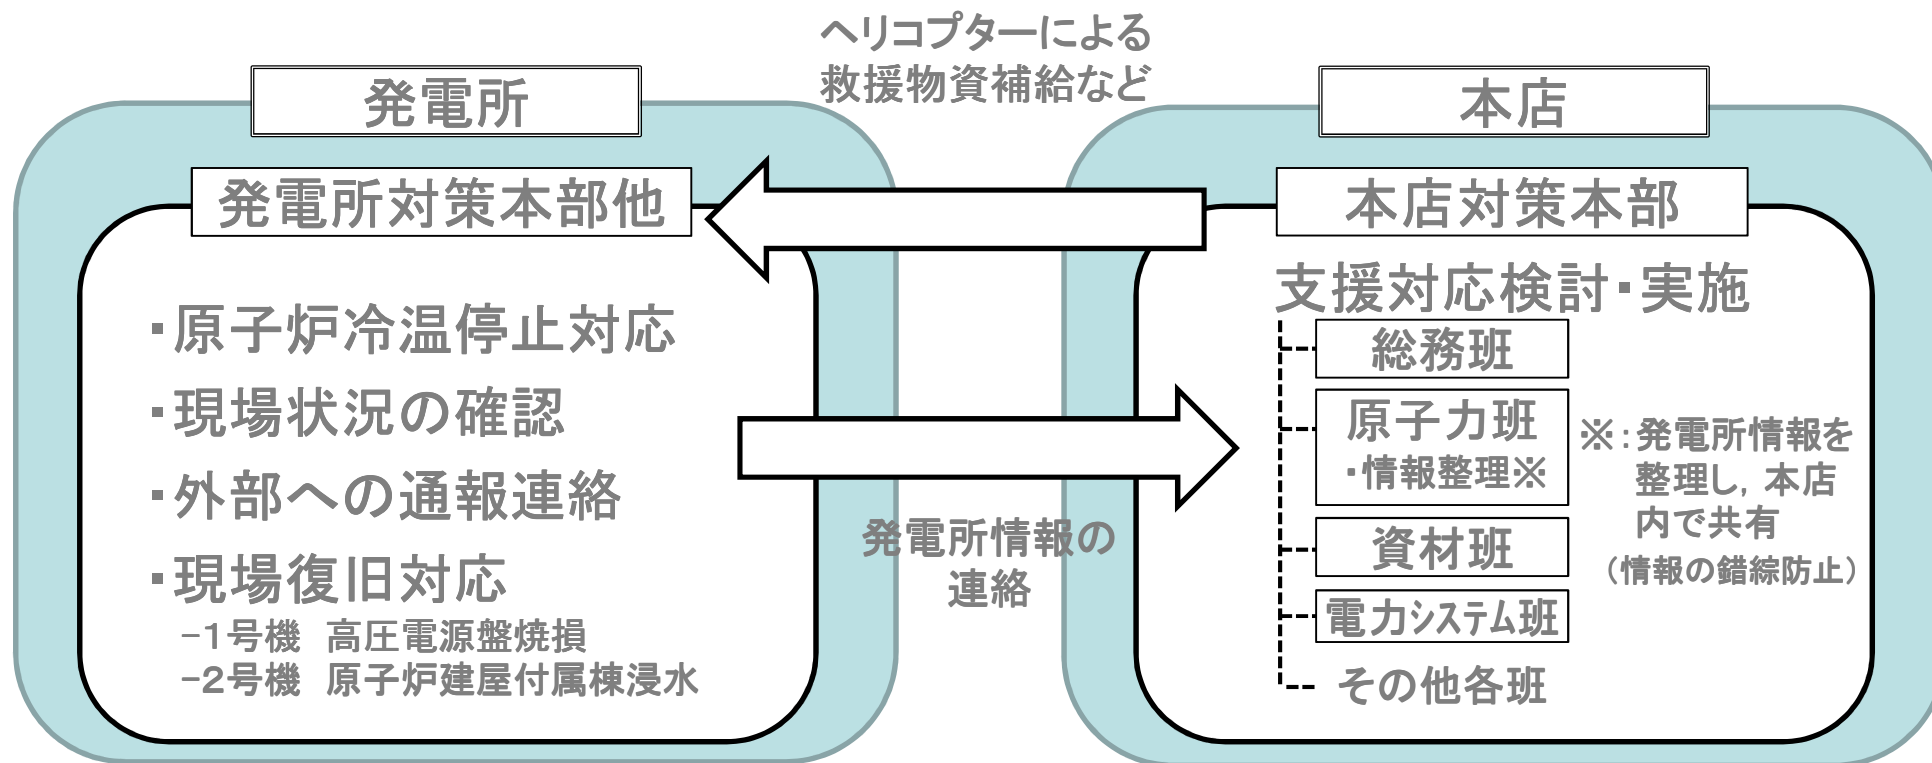 ヘリコプターによる
救援物資補給など
発電所
発電所対策本部他
・原子炉冷温停止対応
・現場状況の確認
・外部への通報連絡
・現場復旧対応
−1号機　高圧電源盤焼損
−2号機　原子炉建屋付属棟浸水
発電所情報の
連絡
本店
本店対策本部
支援対応検討・実施
総務班
原子力班
・情報整理※
資材班
電力システム班
その他各班
※：発電所情報を
整理し，本店
内で共有
（情報の錯綜防止）